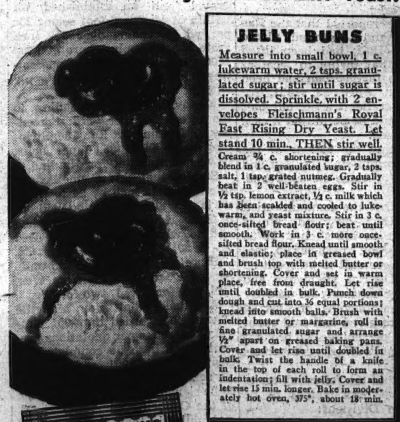 JELLY BUNS
Measure into small bowl, 1 c.
lukewarm water, 2 tsps. granu-
lated sugar; stir until sugar is
dissolved. Sprinkle with 2 en-
velopes Fleischmann's Royal
Fast Rising Dry Yeast. Let
stand 10 min., THEN stir well.
Cream ¾ c. shortening; gradually
blend in 1 c. granulated sugar, 2 tsps.
salt, 1 tsp. grated nutmeg. Gradually
beat in 2 well-beaten eggs. Stir in
½ tsp. lemon extract, ½ c. milk which
has been scalded and cooled to luke-
warm, and yeast mixture. Stir in 3 c.
once-sifted bread flour; beat until
smooth. Work in 3 c. more once-
sifted bread flour. Knead until smooth
and elastic; place in greased bowl
and brush top with melted butter or
shortening. Cover and set in warm
place, free from draught. Let rise
until doubled in bulk. Punch down
dough and cut into 36 equal portions;
knead into smooth balls. Brush with
melted butter or margarine, roll in
fine granulated sugar and arrange
½" apart on greased baking pans.
Cover and let rise until doubled in
bulk. Twist the handle of a knife
in the top of each roll to form an
indentation; fill with jelly. Cover and
let rise 15 min. longer. Bake in moder-
ately hot oven, 375°, about 18 min.